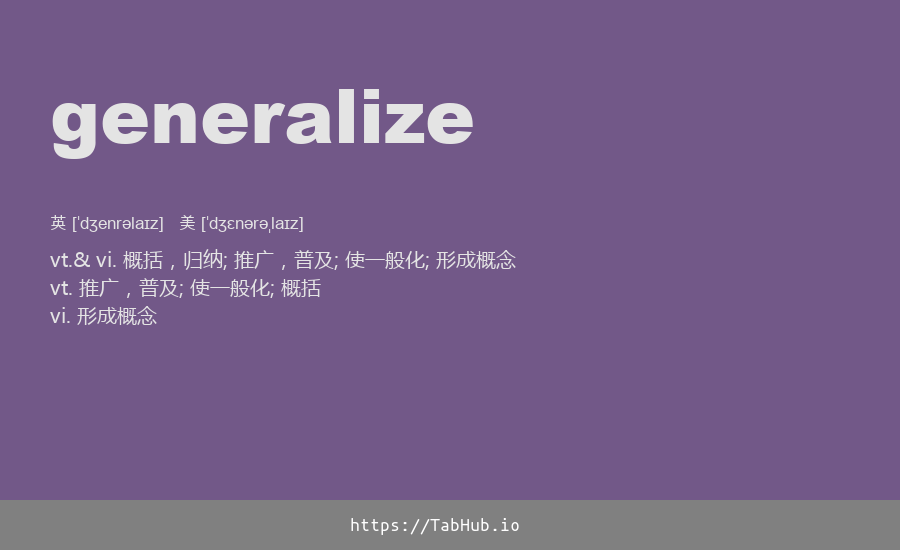 generalize
英 [ˈdʒenrəlaɪz] 美 [ˈdʒɛnərəˌlaɪz]
vt.& vi. 概括，归纳; 推广，普及; 使一般化; 形成概念
vt. 推广，普及; 使一般化; 概括
vi. 形成概念
https://TabHub.io